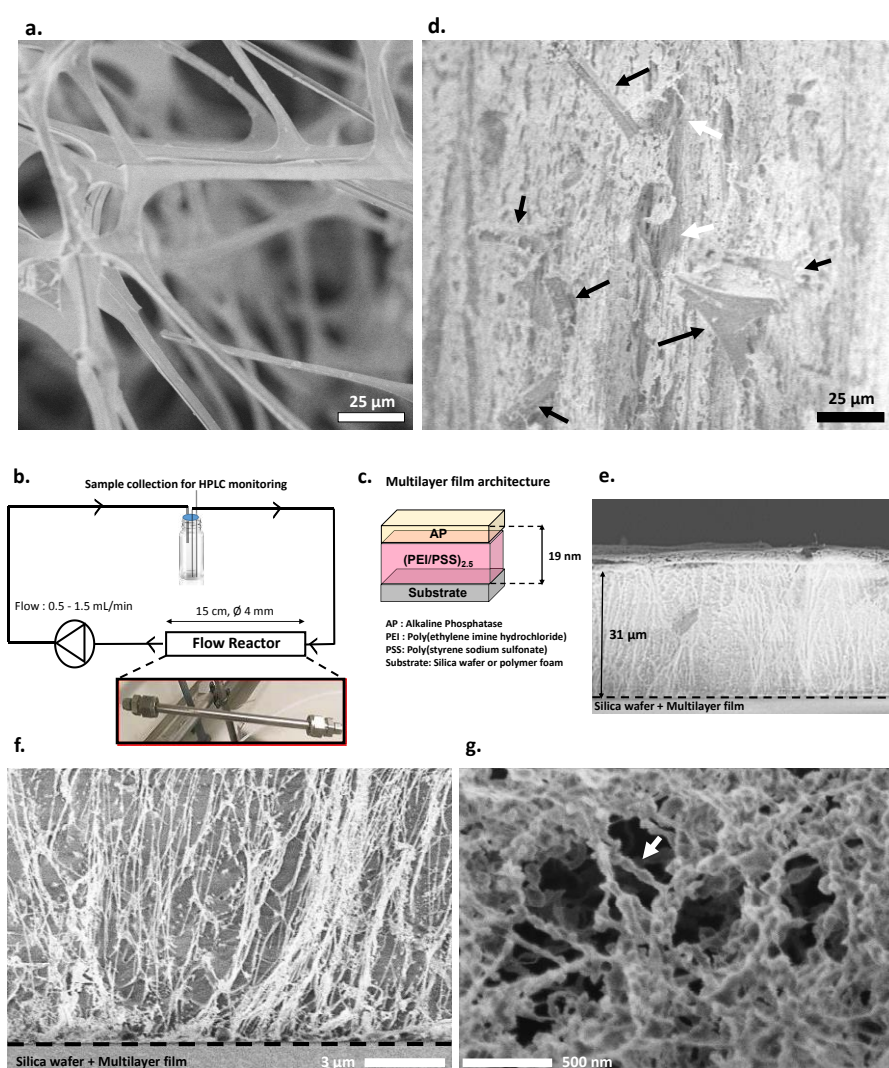 a.
25 µm
d.
25 µm
b.
Sample collection for HPLC monitoring
Flow : 0.5 - 1.5 mL/min
15 cm, Ø 4 mm
Flow Reactor
c.
Multilayer film architecture
AP
(PEI/PSS)2.5
Substrate
19 nm
AP : Alkaline Phosphatase
PEI : Poly(ethylene imine hydrochloride)
PSS: Poly(styrene sodium sulfonate)
Substrate: Silica wafer or polymer foam
e.
31 µm
Silica wafer + Multilayer film
f.
Silica wafer + Multilayer film
3 µm
g.
500 nm